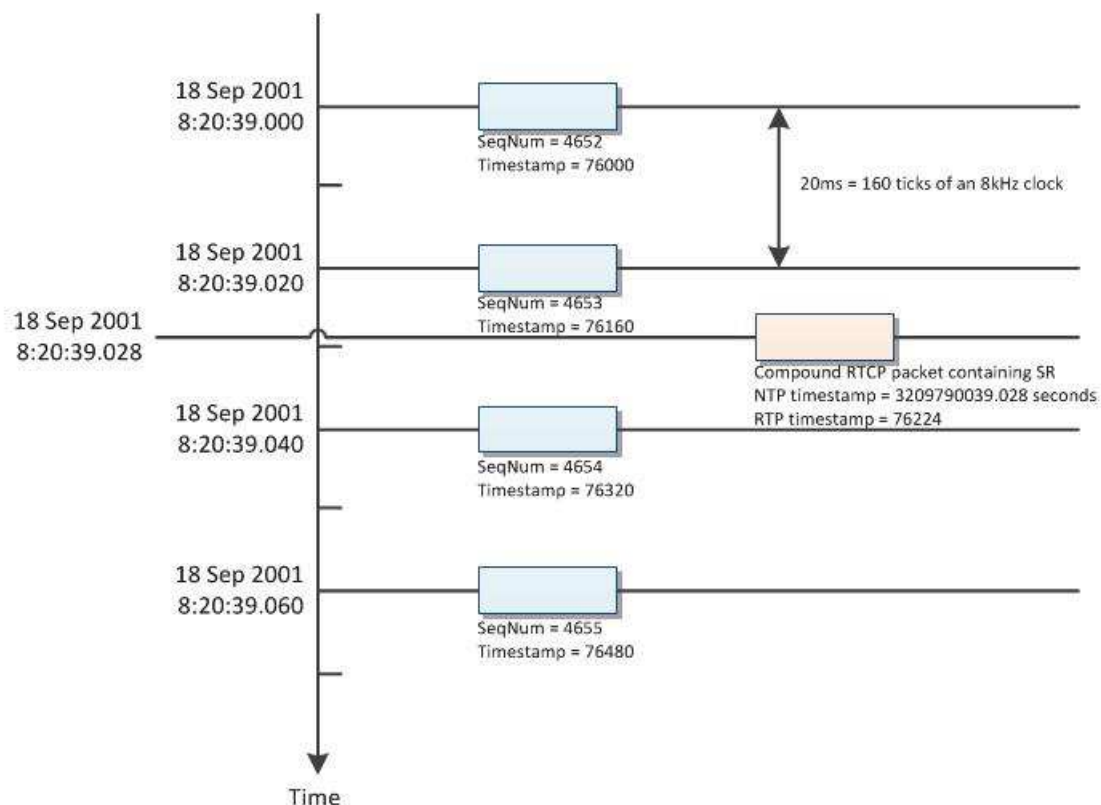 18 Sep 2001
8:20:39.000
SeqNum = 4652
Timestamp = 76000
20ms = 160 ticks of an 8kHz clock
18 Sep 2001
8:20:39.020
SeqNum = 4653
Timestamp = 76160
18 Sep 2001
8:20:39.028
Compound RTCP packet containing SR
NTP timestamp = 3209790039.028 seconds
RTP timestamp = 76224
18 Sep 2001
8:20:39.040
SeqNum = 4654
Timestamp = 76320
18 Sep 2001
8:20:39.060
SeqNum = 4655
Timestamp = 76480
Time